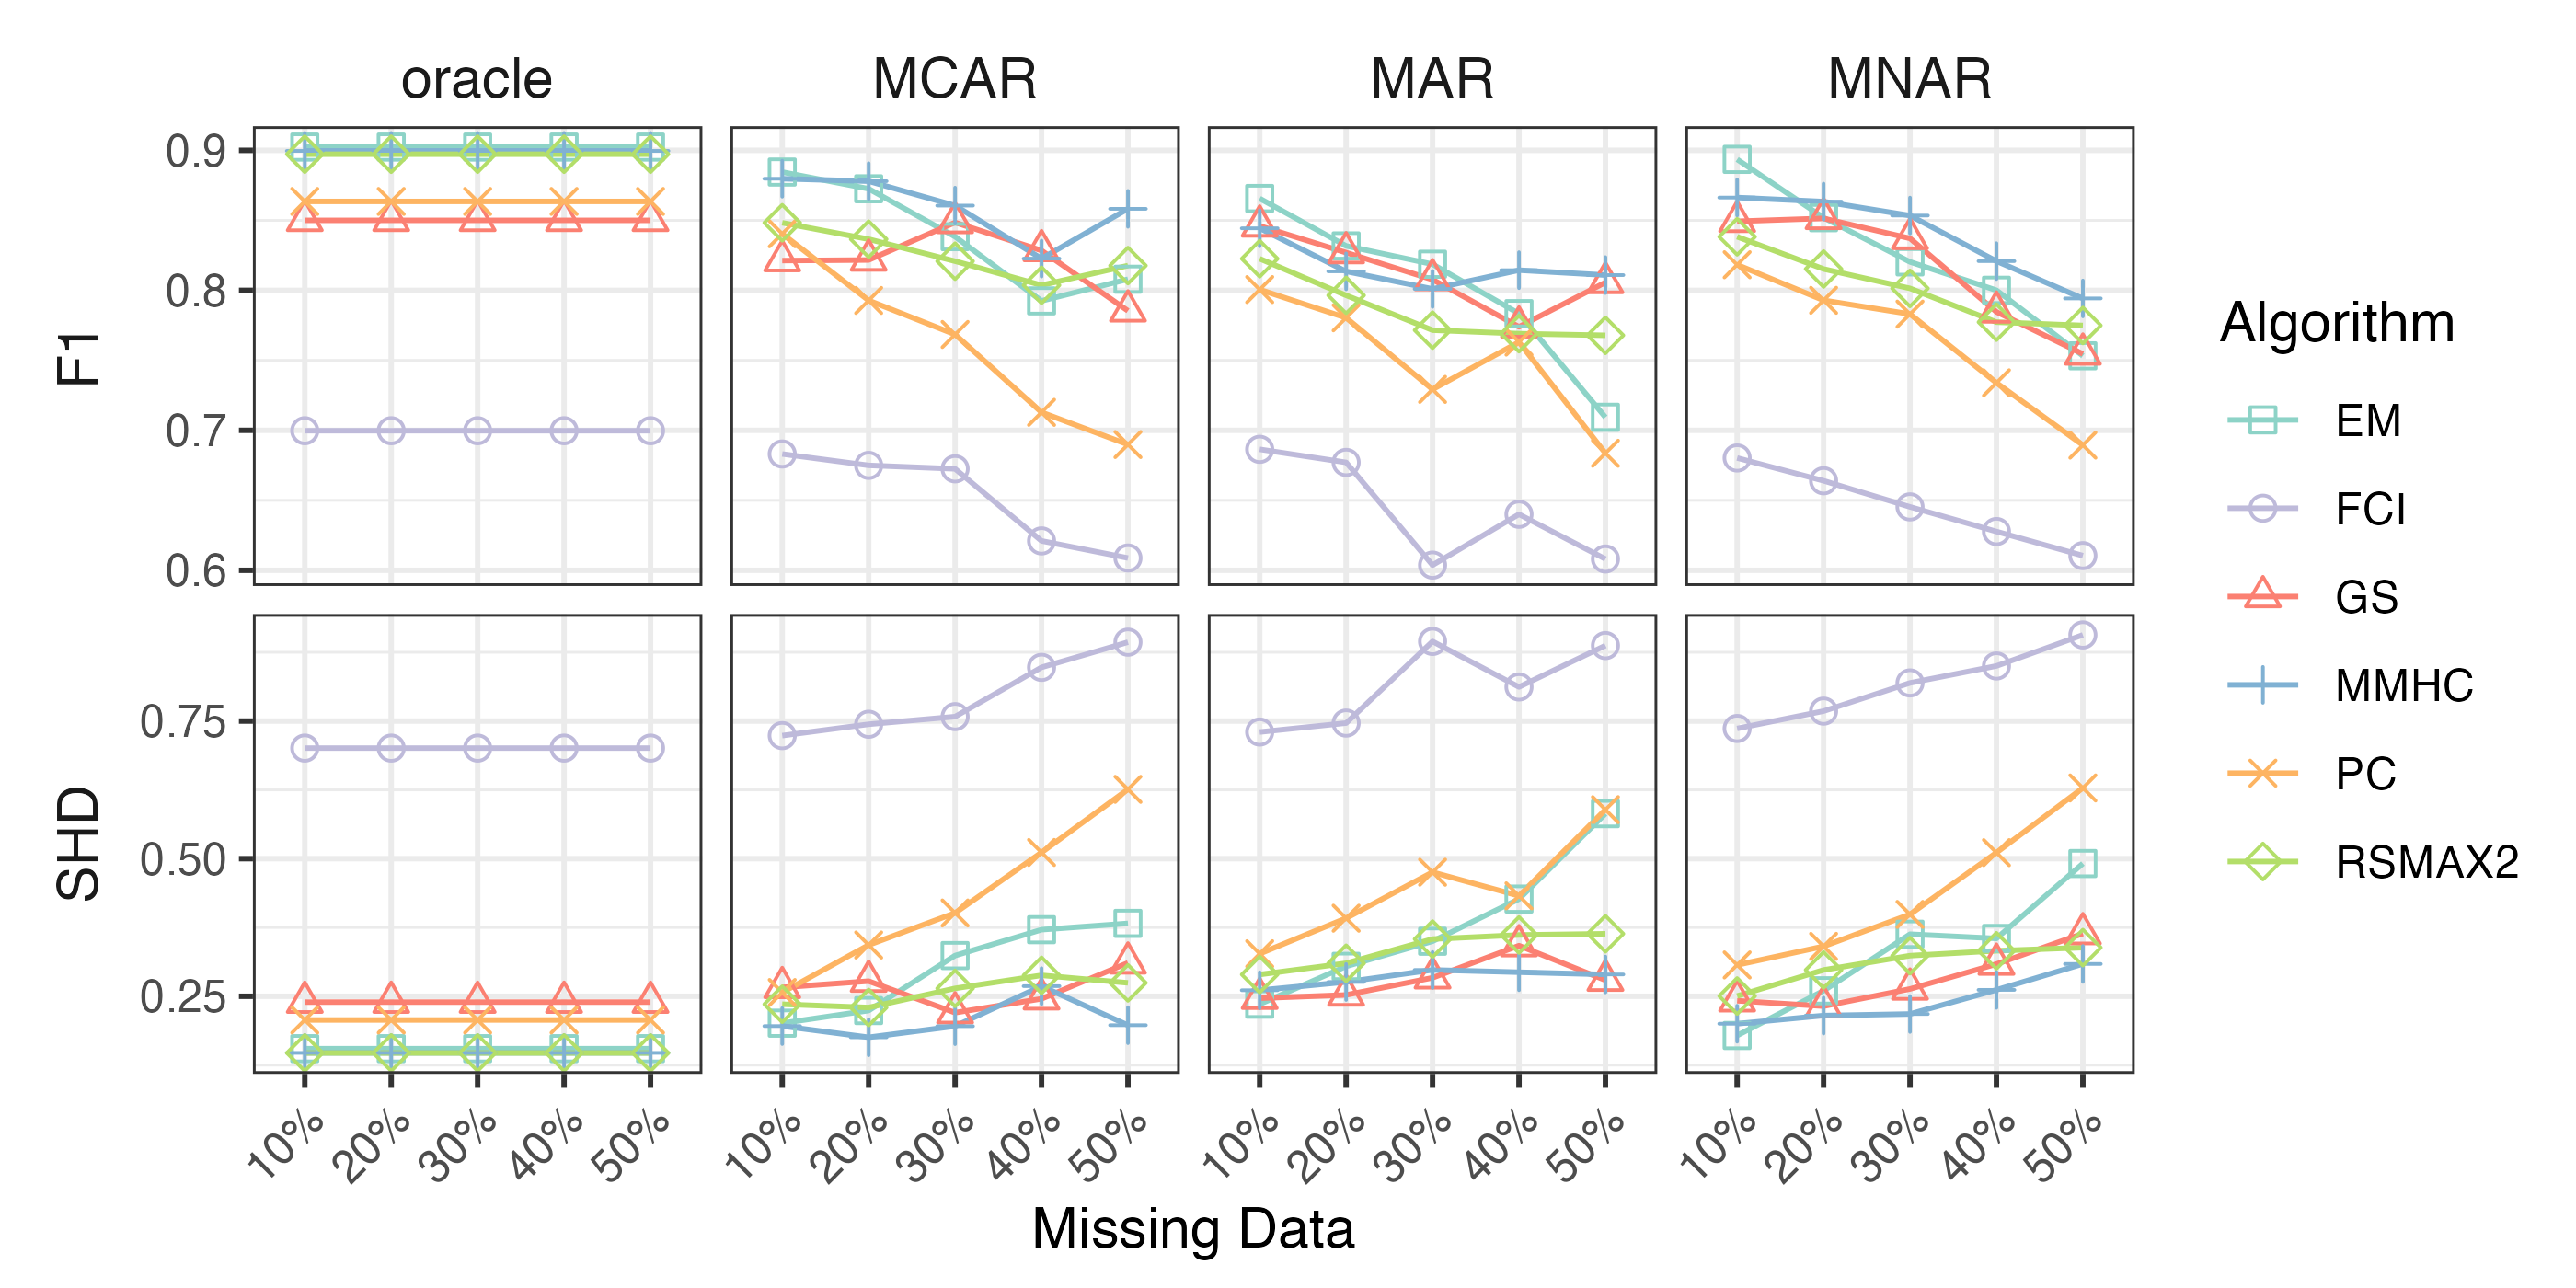 oracle MCAR MAR MNAR
F1
0.9
0.8
0.7
0.6
SHD
0.75
0.50
0.25
10% 20% 30% 40% 50% 10% 20% 30% 40% 50% 10% 20% 30% 40% 50% 10% 20% 30% 40% 50%
Missing Data
Algorithm
EM
FCI
GS
MMHC
PC
RSMAX2